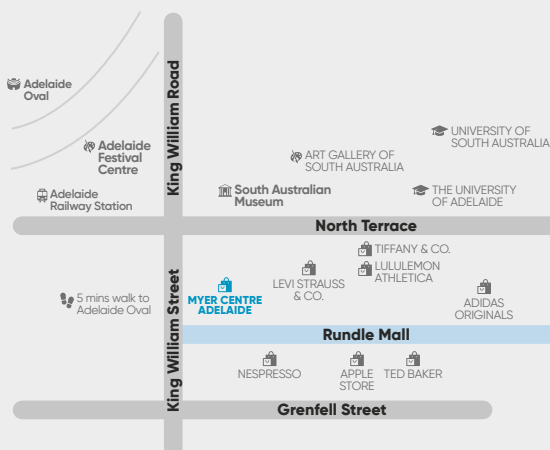 Adelaide
Oval
King William Road
Adelaide
Festival
Centre
UNIVERSITY OF
SOUTH AUSTRALIA
ART GALLERY OF
SOUTH AUSTRALIA
Adelaide
Railway Station
South Australian
Museum
THE UNIVERSITY
OF ADELAIDE
North Terrace
TIFFANY & CO.
LULULEMON
ATHLETICA
LEVI STRAUSS
& CO.
5 mins walk to
Adelaide Oval
King William Street
MYER CENTRE
ADELAIDE
ADIDAS
ORIGINALS
Rundle Mall
NESPRESSO
APPLE
STORE
TED BAKER
Grenfell Street